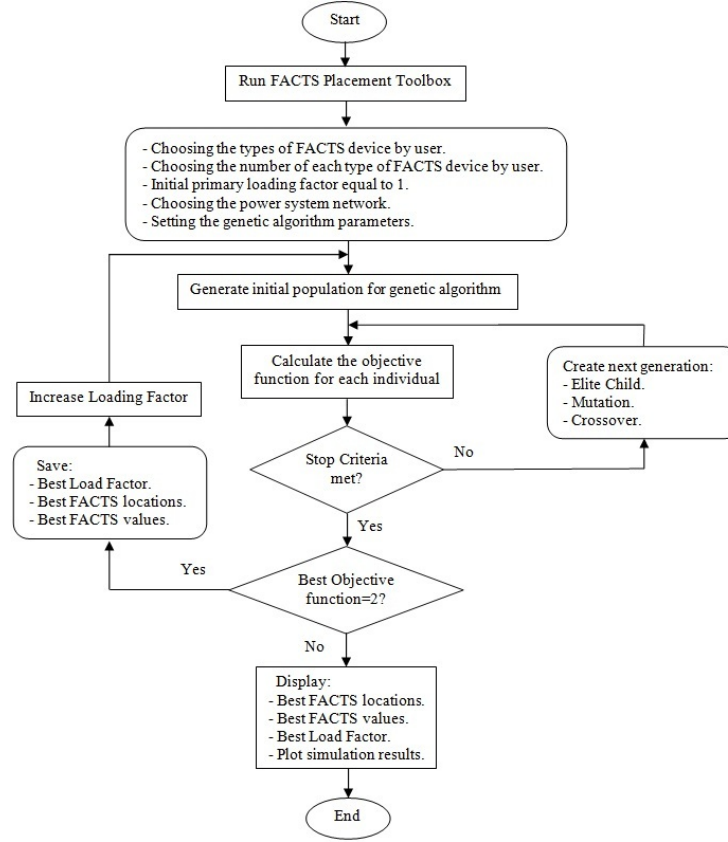 Start
Run FACTS Placement Toolbox
- Choosing the types of FACTS device by user.
- Choosing the number of each type of FACTS device by user.
- Initial primary loading factor equal to 1.
- Choosing the power system network.
- Setting the genetic algorithm parameters.
Generate initial population for genetic algorithm
Calculate the objective
function for each individual
Create next generation:
- Elite Child.
- Mutation.
- Crossover.
Increase Loading Factor
Stop Criteria
met?
No
Save:
- Best Load Factor.
- Best FACTS locations.
- Best FACTS values.
Yes
Best Objective
function=2?
Yes
No
Display:
- Best FACTS locations.
- Best FACTS values.
- Best Load Factor.
- Plot simulation results.
End